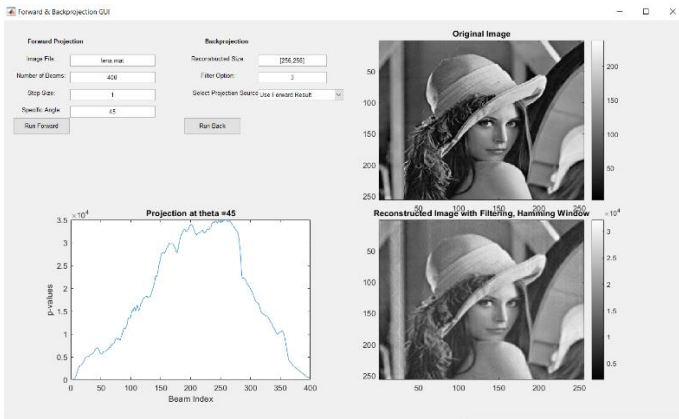 Forward & Backprojection GUI
Forward Projection
Image File: lena.mat
Number of Beams: 400
Step Size: 1
Specific Angle: 45
Run Forward
Backprojection
Reconstructed Size: [256,256]
Filter Option: 3
Select Projection Source: Use Forward Result
Run Back
Original Image
50
100
150
200
250
50 100 150 200 250
200
150
100
50
Projection at theta =45
×10^4
3.5
3
2.5
2
1.5
1
0.5
0
p-values
0 50 100 150 200 250 300 350 400
Beam Index
Reconstructed Image with Filtering, Hamming Window
×10^4
50
100
150
200
250
50 100 150 200 250
3
2.5
2
1.5
1
0.5